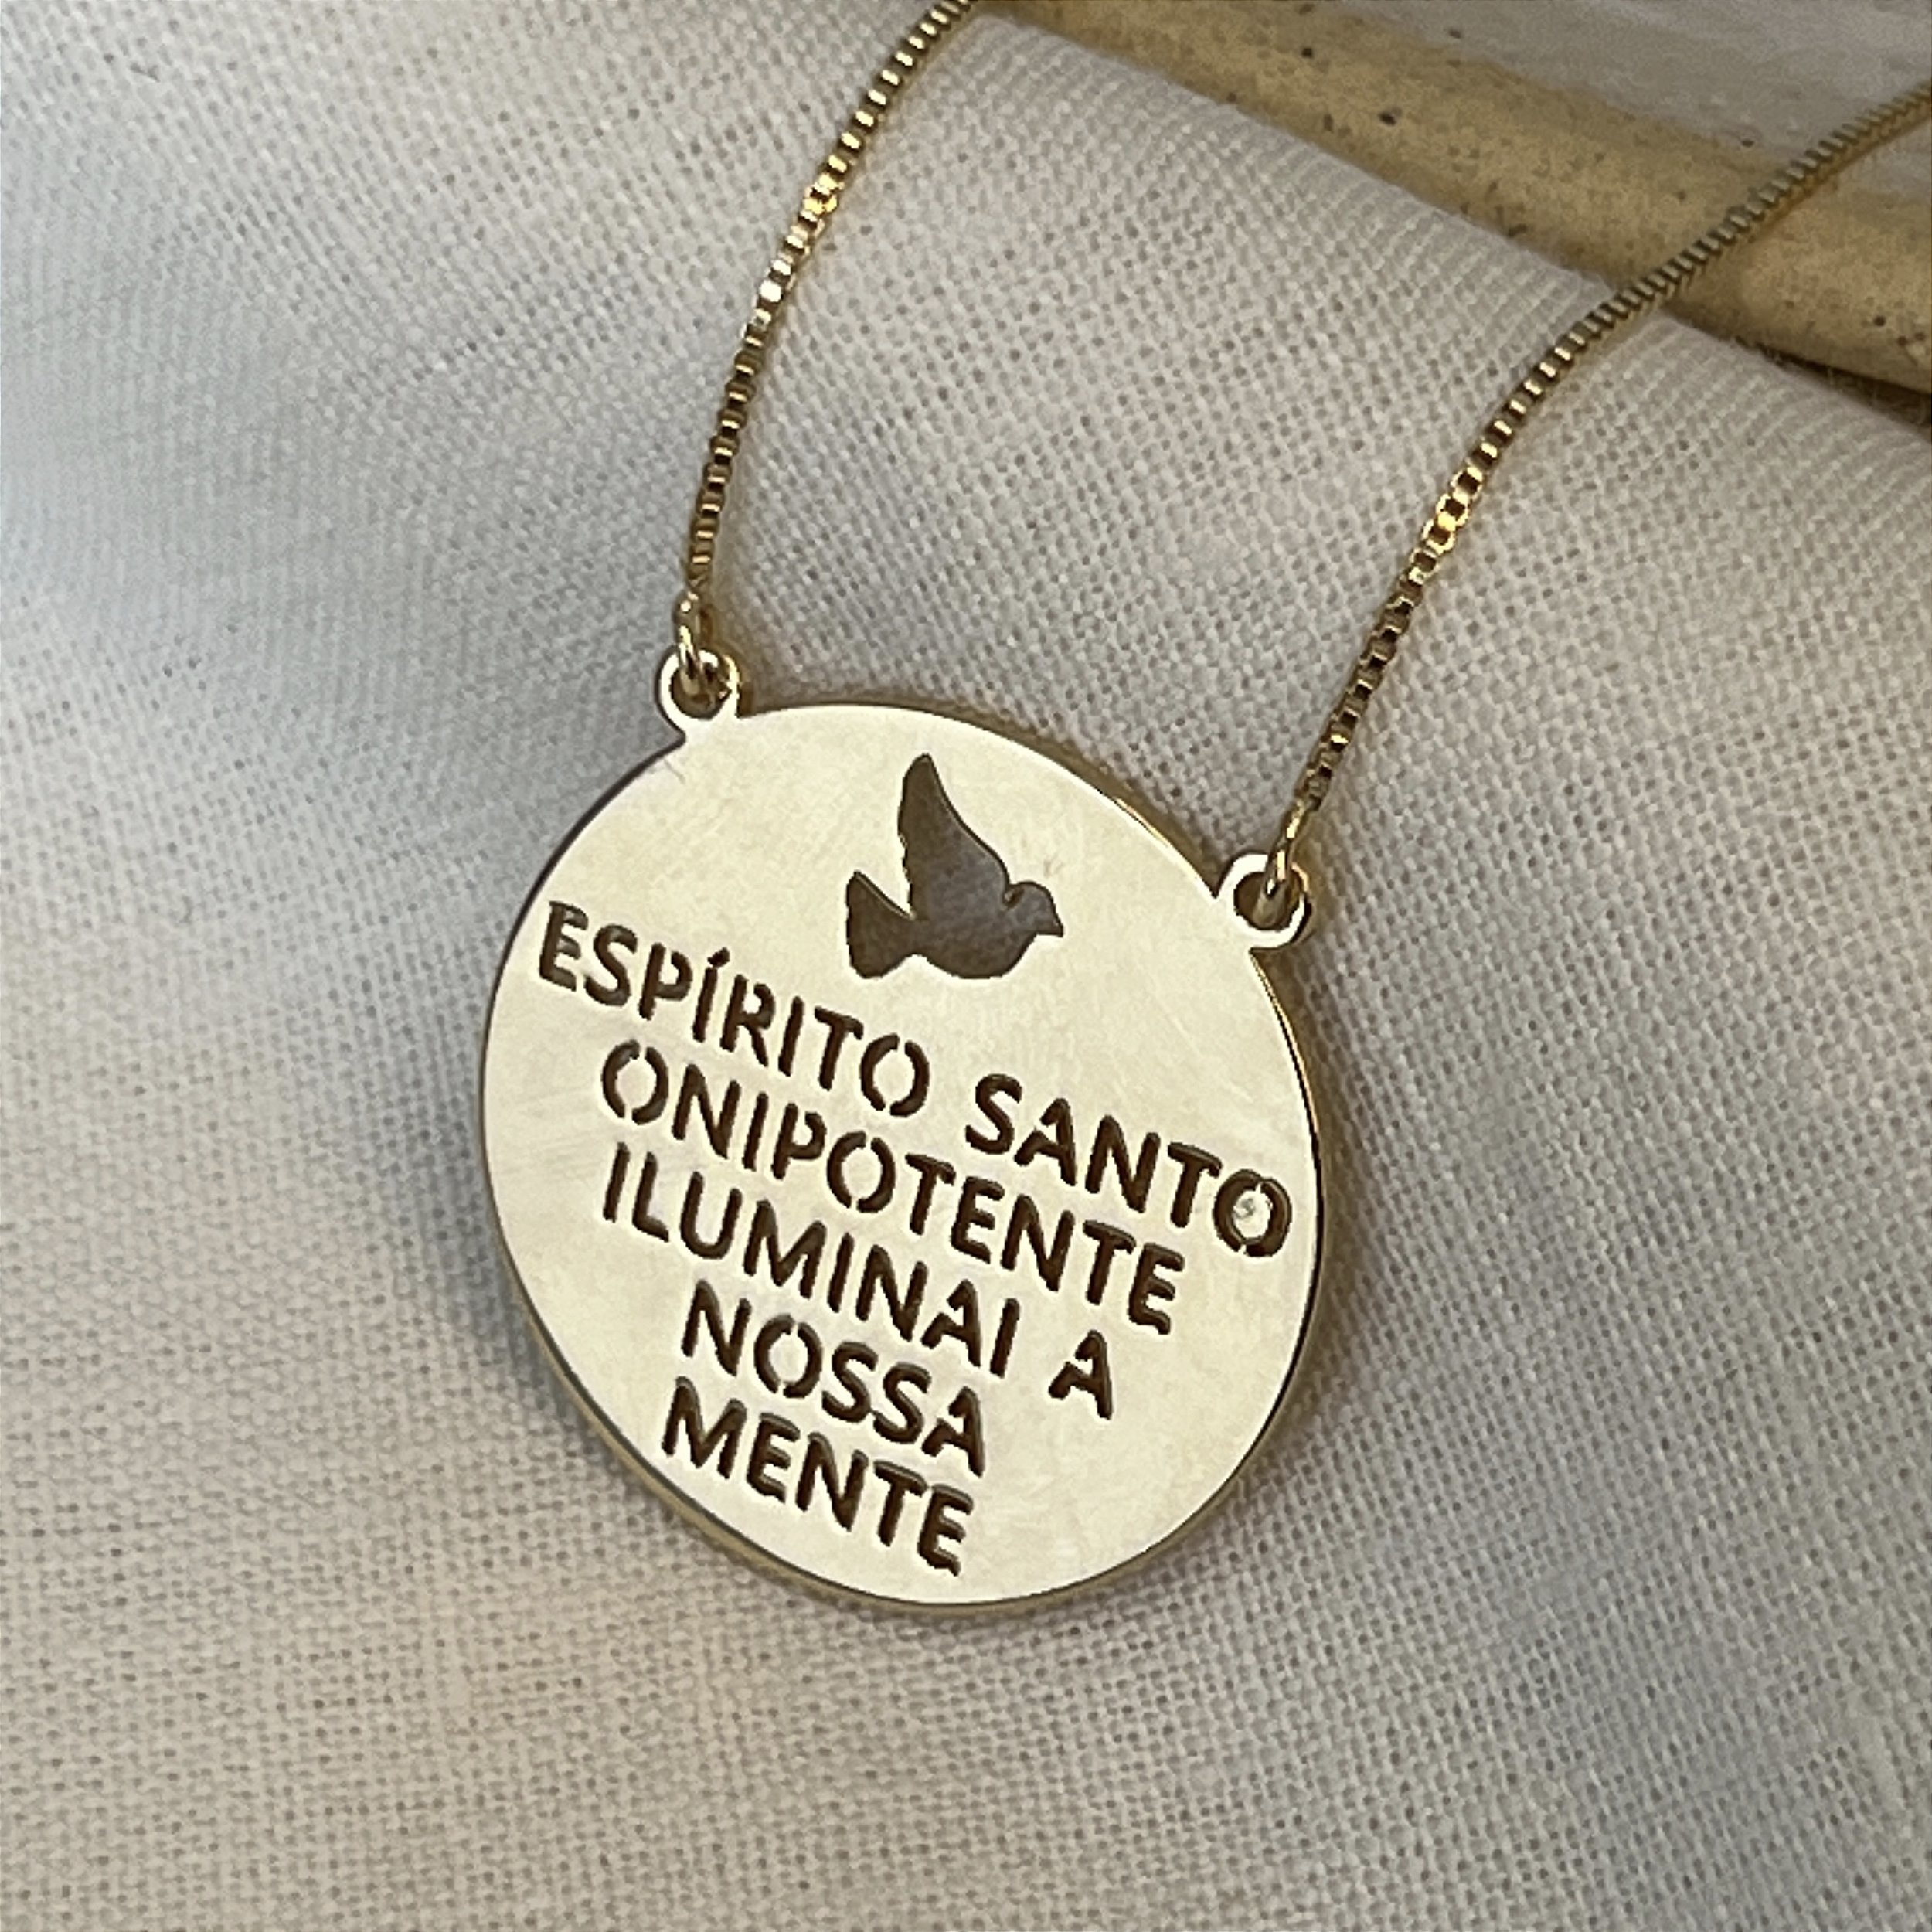 ESPÍRITO SANTO
ONIPOTENTE
ILUMINAI A
NOSSA
MENTE